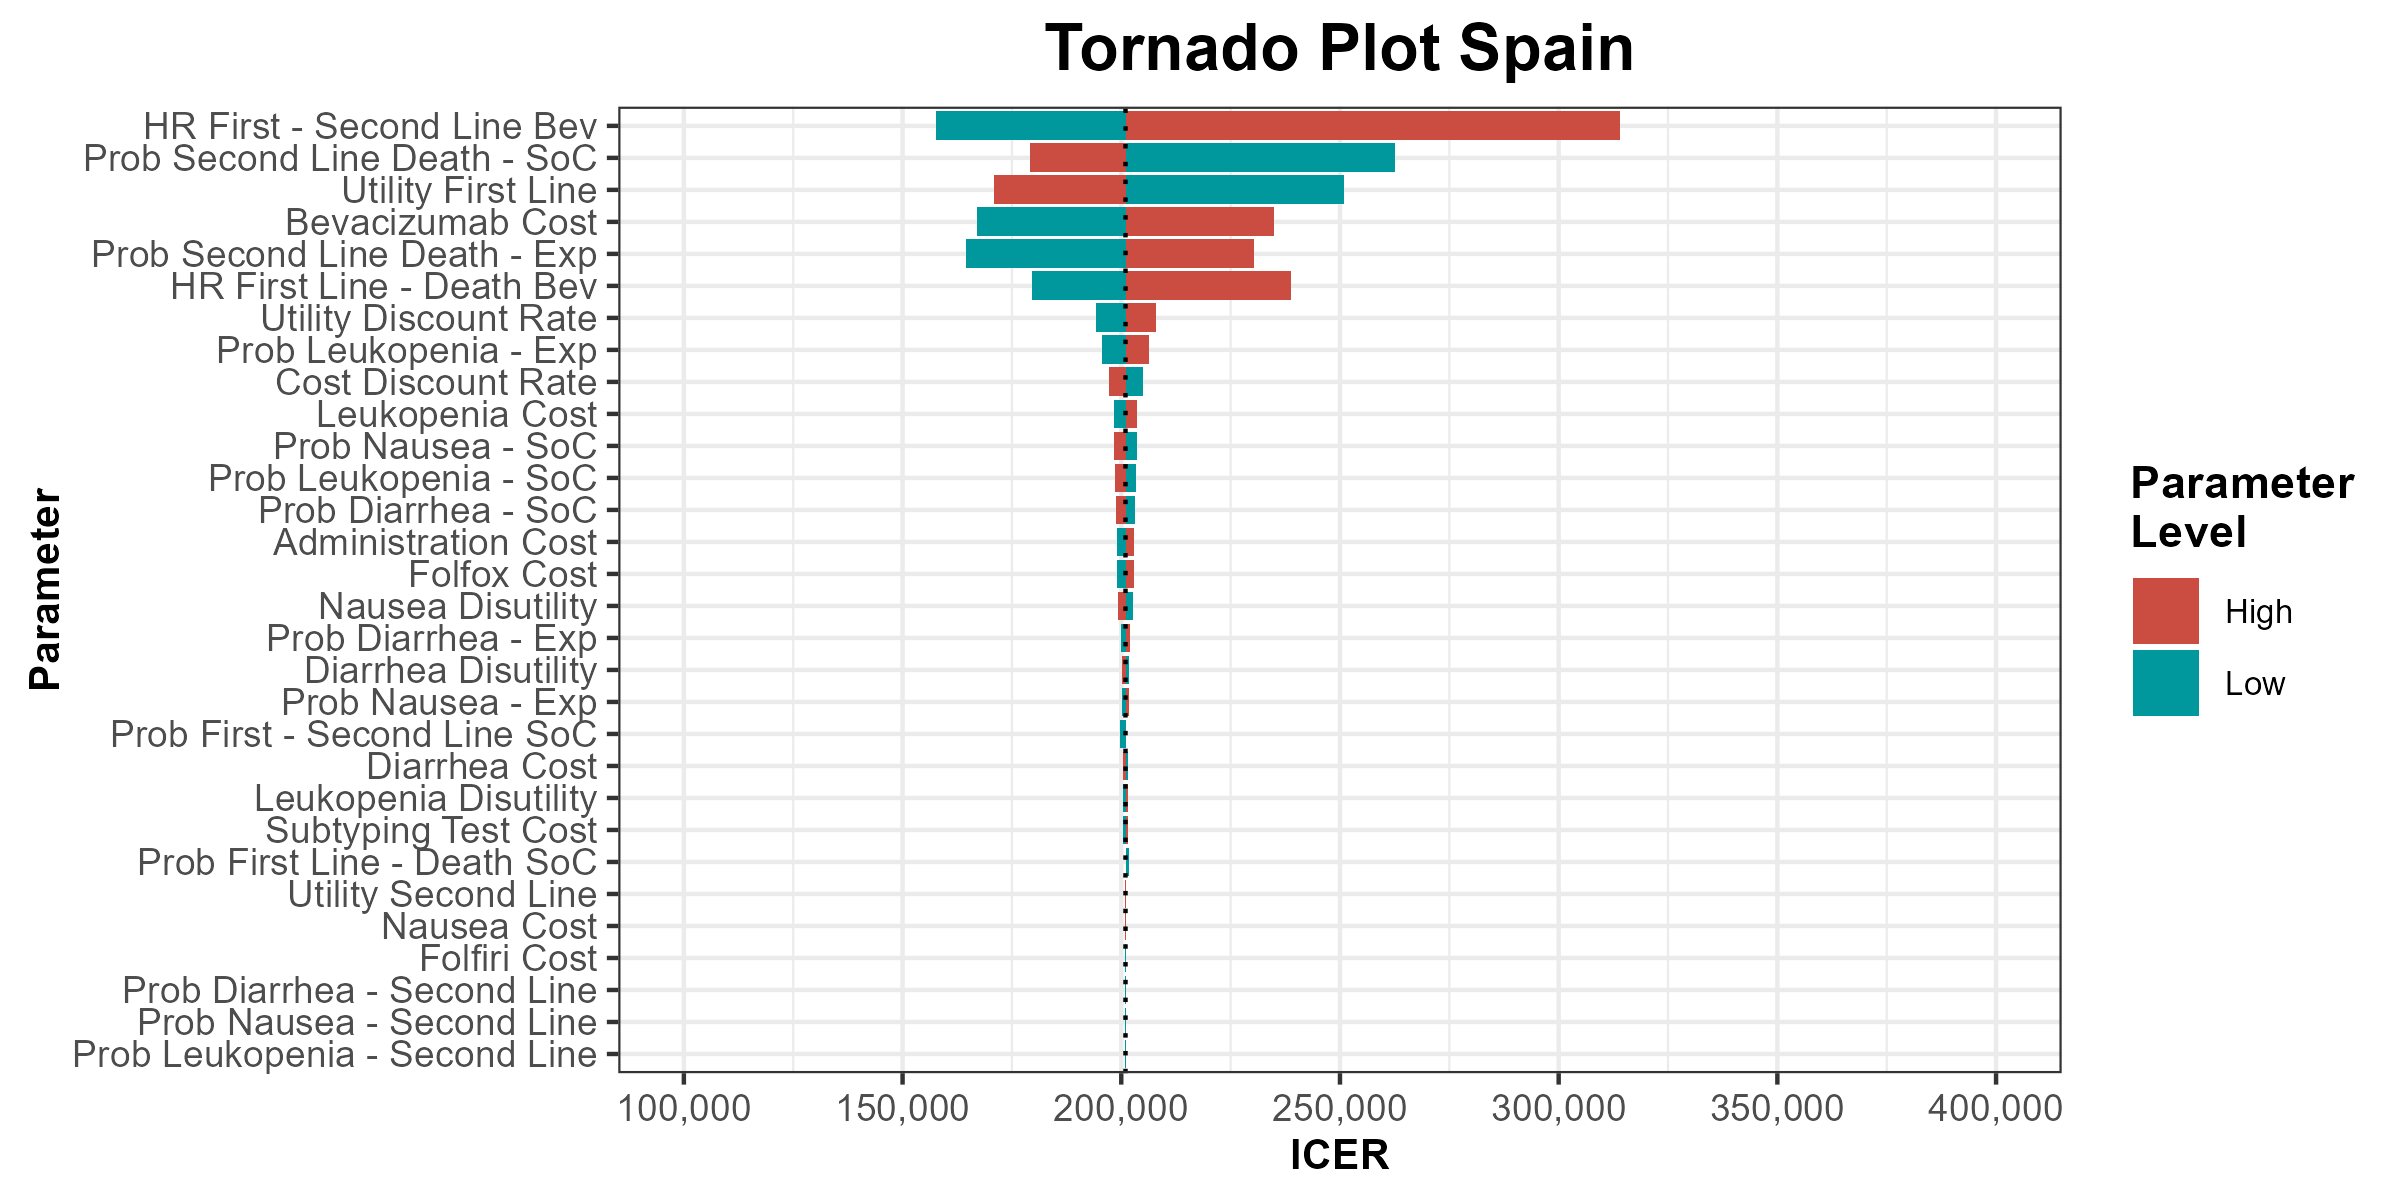 Tornado Plot Spain
HR First - Second Line Bev
Prob Second Line Death - SoC
Utility First Line
Bevacizumab Cost
Prob Second Line Death - Exp
HR First Line - Death Bev
Utility Discount Rate
Prob Leukopenia - Exp
Cost Discount Rate
Leukopenia Cost
Prob Nausea - SoC
Prob Leukopenia - SoC
Prob Diarrhea - SoC
Administration Cost
Folfox Cost
Nausea Disutility
Prob Diarrhea - Exp
Diarrhea Disutility
Prob Nausea - Exp
Prob First - Second Line SoC
Diarrhea Cost
Leukopenia Disutility
Subtyping Test Cost
Prob First Line - Death SoC
Utility Second Line
Nausea Cost
Folfiri Cost
Prob Diarrhea - Second Line
Prob Nausea - Second Line
Prob Leukopenia - Second Line
Parameter
100,000 150,000 200,000 250,000 300,000 350,000 400,000
ICER
Parameter
Level
High
Low